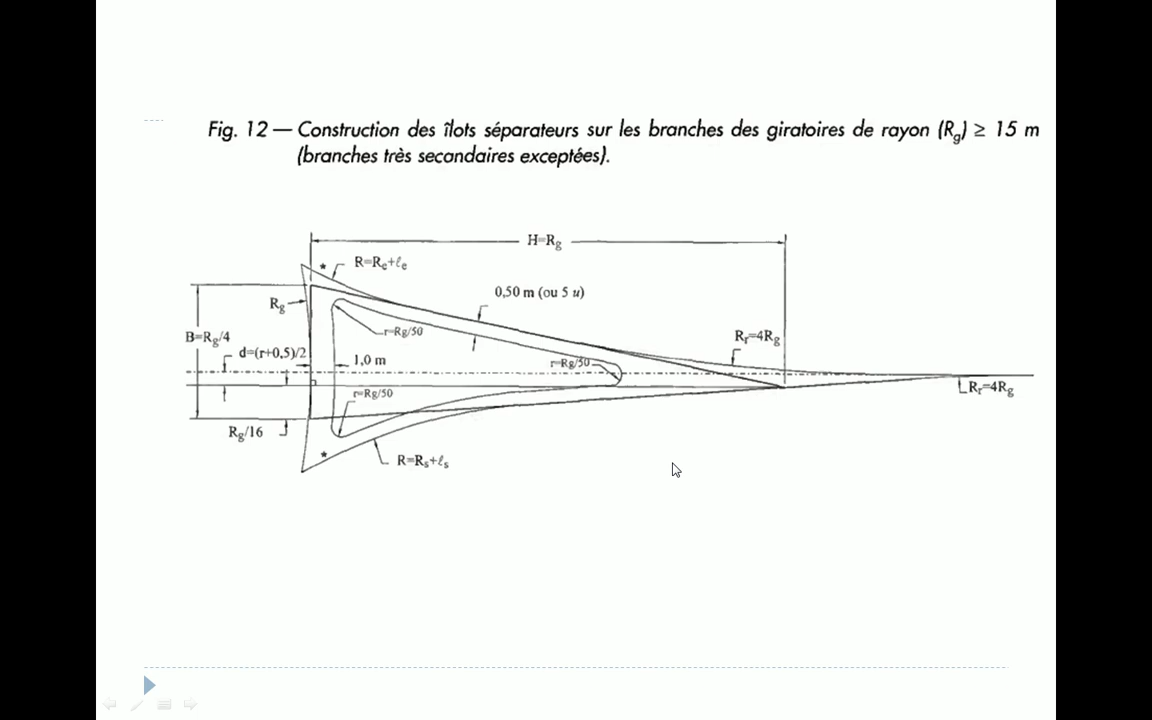 Fig. 12 — Construction des îlots séparateurs sur les branches des giratoires de rayon (Rg) ≥ 15 m
(branches très secondaires exceptées).
H=Rg
R=Re+ℓe
0,50 m (ou 5 u)
Rg
r=Rg/50
B=Rg/4
Rr=4Rg
d=(r+0,5)/2
1,0 m
r=Rg/50
Rr=4Rg
r=Rg/50
Rg/16
R=Rs+ℓs